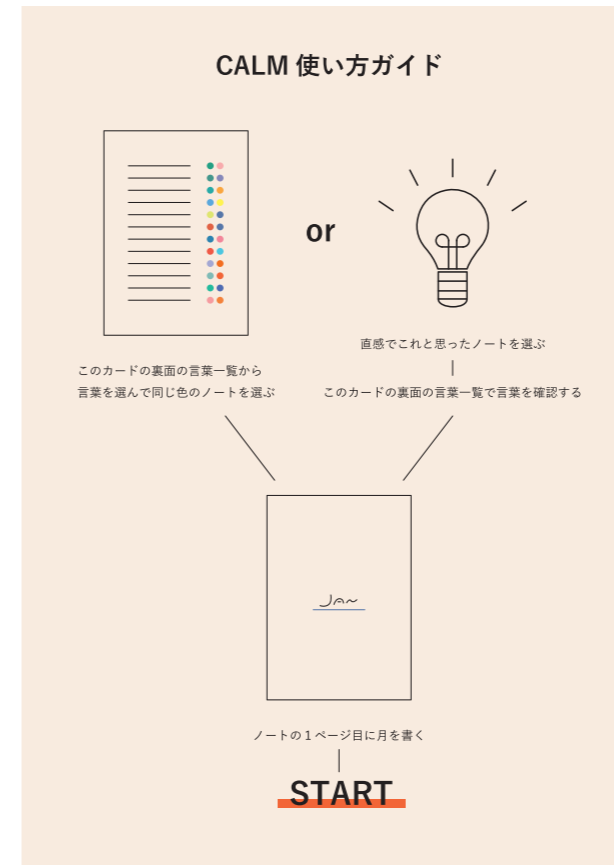 CALM 使い方ガイド
or
このカードの裏面の言葉一覧から
言葉を選んで同じ色のノートを選ぶ
直感でこれと思ったノートを選ぶ
このカードの裏面の言葉一覧で言葉を確認する
Jan
ノートの1ページ目に月を書く
START